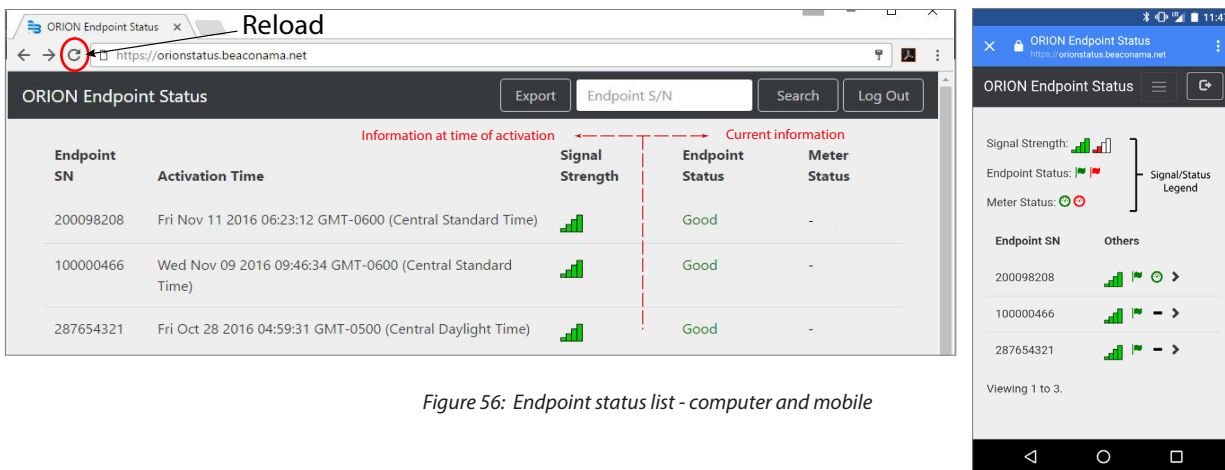 ORION Endpoint Status
Reload
https://orionstatus.beaconama.net
ORION Endpoint Status
Export
Endpoint S/N
Search
Log Out
Information at time of activation
Current information
Endpoint SN
Activation Time
Signal Strength
Endpoint Status
Meter Status
200098208 Fri Nov 11 2016 06:23:12 GMT-0600 (Central Standard Time) Good -
100000466 Wed Nov 09 2016 09:46:34 GMT-0600 (Central Standard
Time) Good -
287654321 Fri Oct 28 2016 04:59:31 GMT-0500 (Central Daylight Time) Good -
Figure 56: Endpoint status list - computer and mobile
ORION Endpoint Status
https://orionstatus.beaconama.net
ORION Endpoint Status
Signal Strength:
Endpoint Status:
Meter Status:
Signal/Status
Legend
Endpoint SN Others
200098208
100000466
287654321
Viewing 1 to 3.